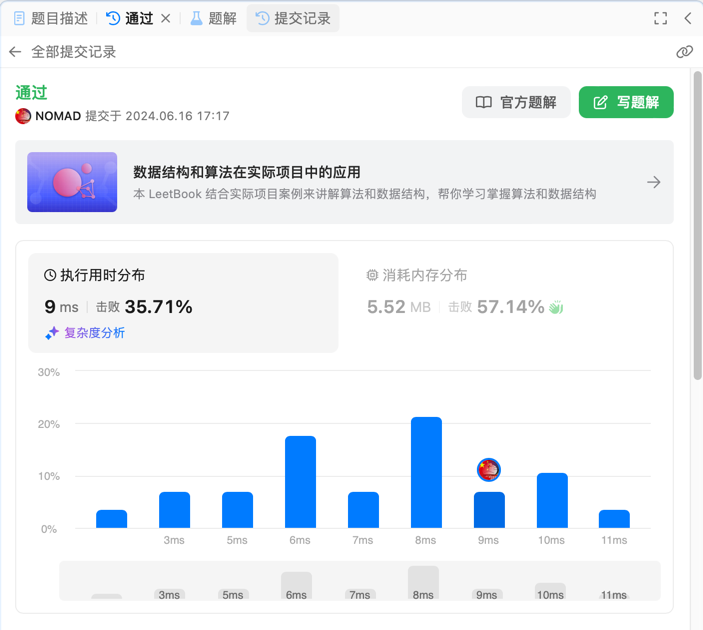 题目描述 通过 题解 提交记录
全部提交记录
通过
官方题解 写题解
NOMAD 提交于 2024.06.16 17:17
数据结构和算法在实际项目中的应用
本 LeetBook 结合实际项目案例来讲解算法和数据结构，帮你学习掌握算法和数据结构
执行用时分布 消耗内存分布
9 ms 击败 35.71% 5.52 MB 击败 57.14%
复杂度分析
30%
20%
10%
0%
3ms 5ms 6ms 7ms 8ms 9ms 10ms 11ms
3ms 5ms 6ms 7ms 8ms 9ms 10ms 11ms